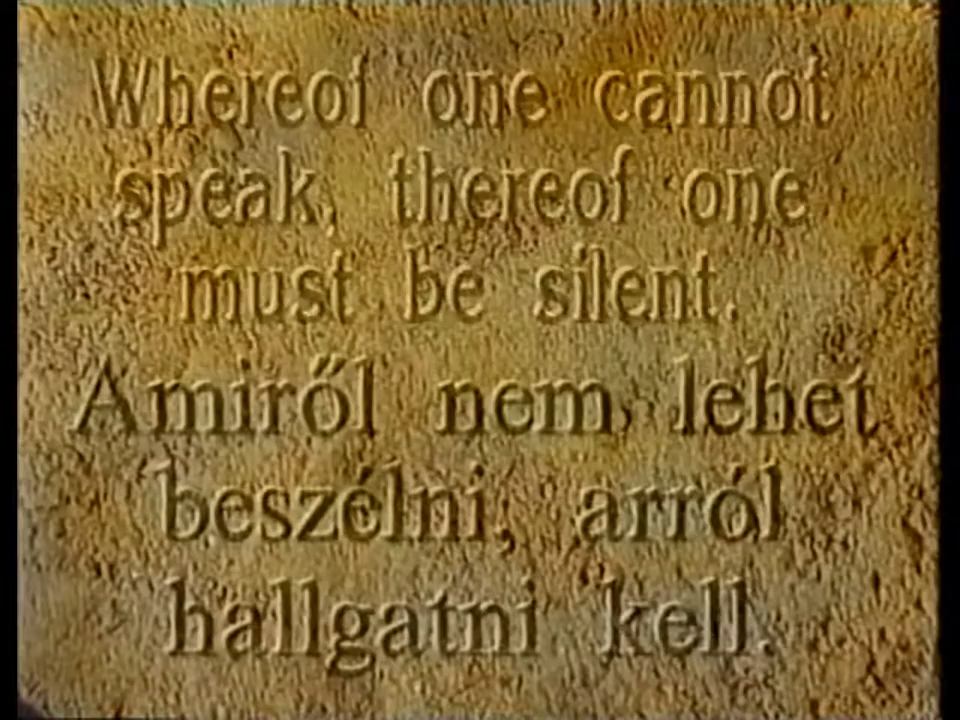 Whereof one cannot
speak, thereof one
must be silent.
Amiről nem lehet
beszélni, arról
hallgatni kell.